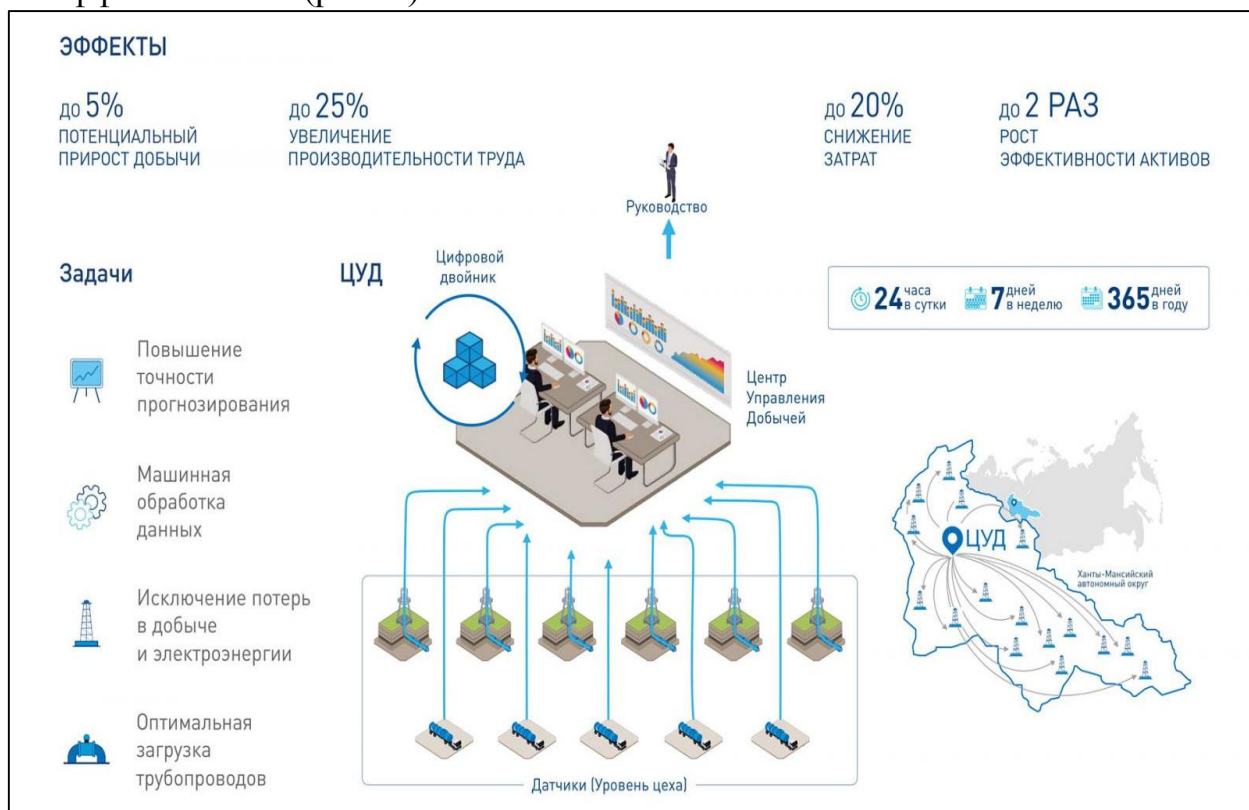 ЭФФЕКТЫ
до 5%
ПОТЕНЦИАЛЬНЫЙ
ПРИРОСТ ДОБЫЧИ
до 25%
УВЕЛИЧЕНИЕ
ПРОИЗВОДИТЕЛЬНОСТИ ТРУДА
до 20%
СНИЖЕНИЕ
ЗАТРАТ
до 2 РАЗ
РОСТ
ЭФФЕКТИВНОСТИ АКТИВОВ
Руководство
Задачи
Повышение
точности
прогнозирования
Машинная
обработка
данных
Исключение потерь
в добыче
и электроэнергии
Оптимальная
загрузка
трубопроводов
ЦУД
Цифровой
двойник
Центр
Управления
Добычей
24 часа
в сутки
7 дней
в неделю
365 дней
в году
ЦУД
Ханты-Мансийский
автономный округ
Датчики (Уровень цеха)